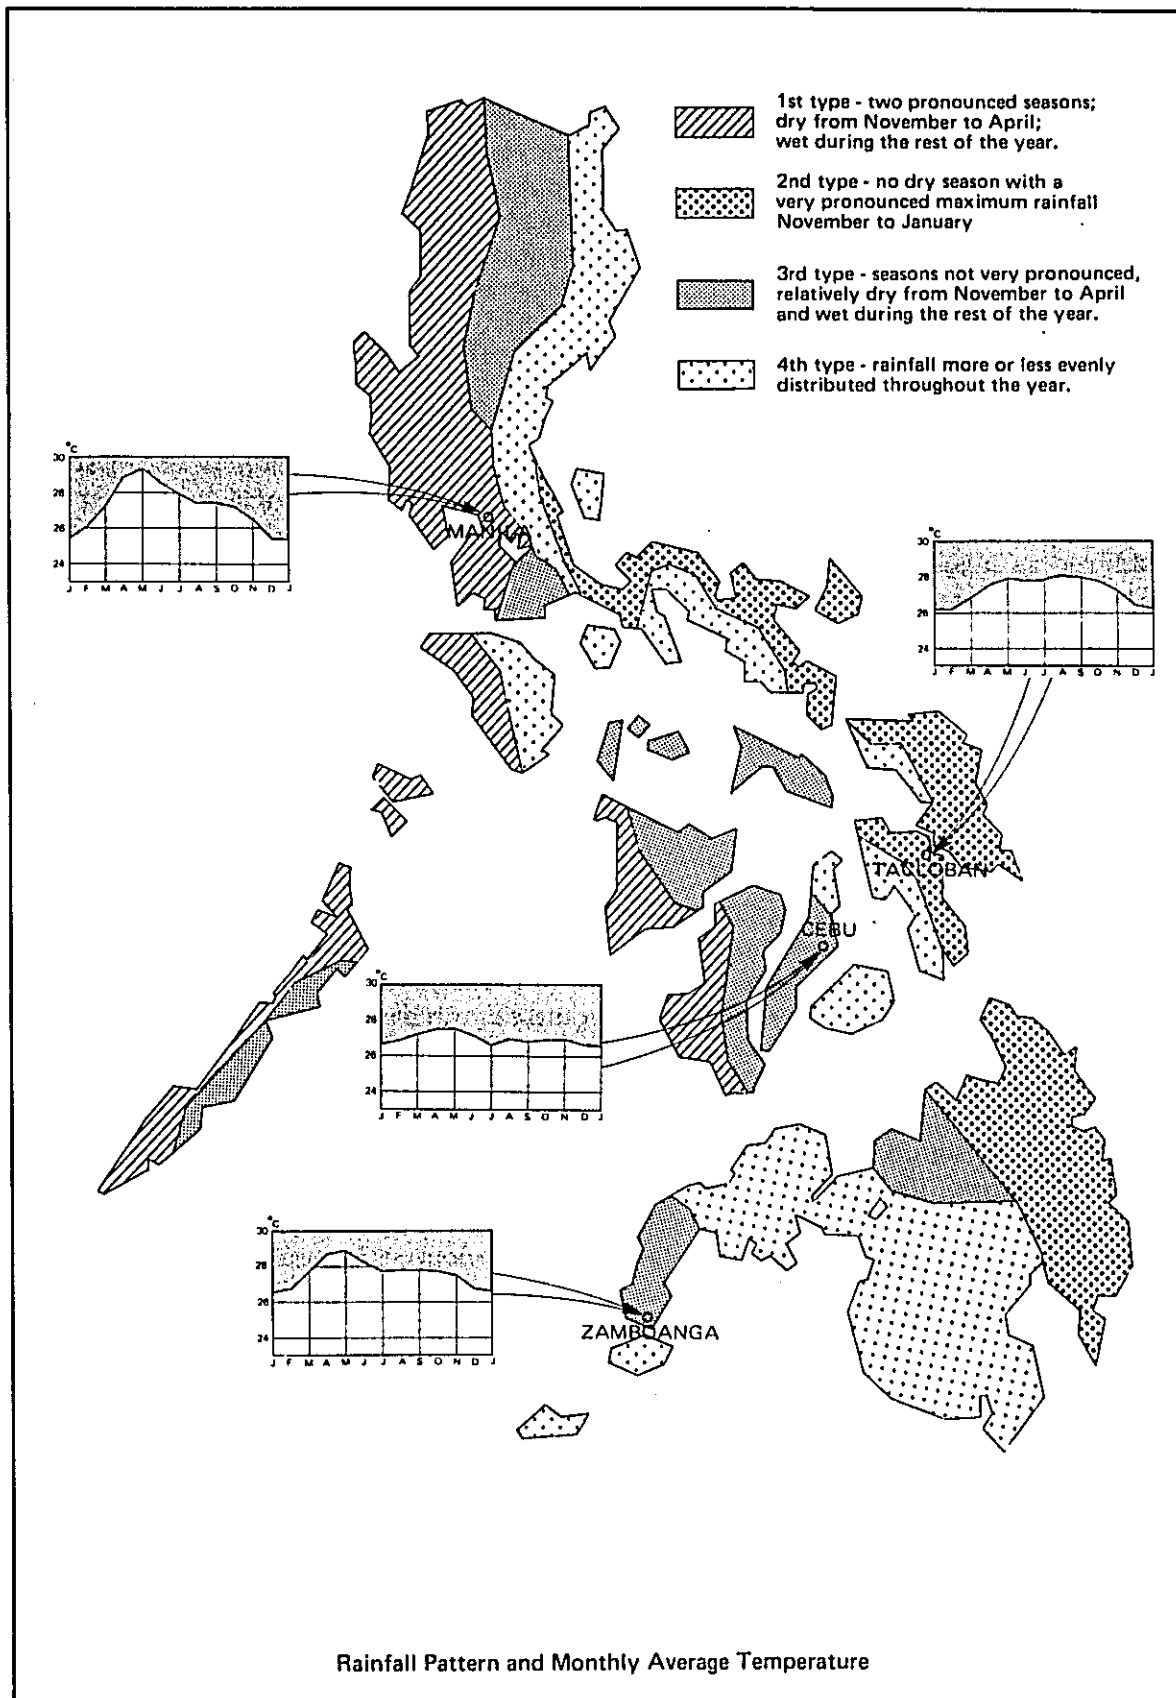 1st type - two pronounced seasons;
dry from November to April;
wet during the rest of the year.
2nd type - no dry season with a
very pronounced maximum rainfall
November to January
3rd type - seasons not very pronounced,
relatively dry from November to April
and wet during the rest of the year.
4th type - rainfall more or less evenly
distributed throughout the year.
°C
30
28
26
24
J F M A M J J A S O N D J
MANILA
°C
30
28
26
24
J F M A M J J A S O N D J
TACLOBAN
CEBU
°C
30
28
26
24
J F M A M J J A S O N D J
°C
30
28
26
24
J F M A M J J A S O N D J
ZAMBOANGA
Rainfall Pattern and Monthly Average Temperature